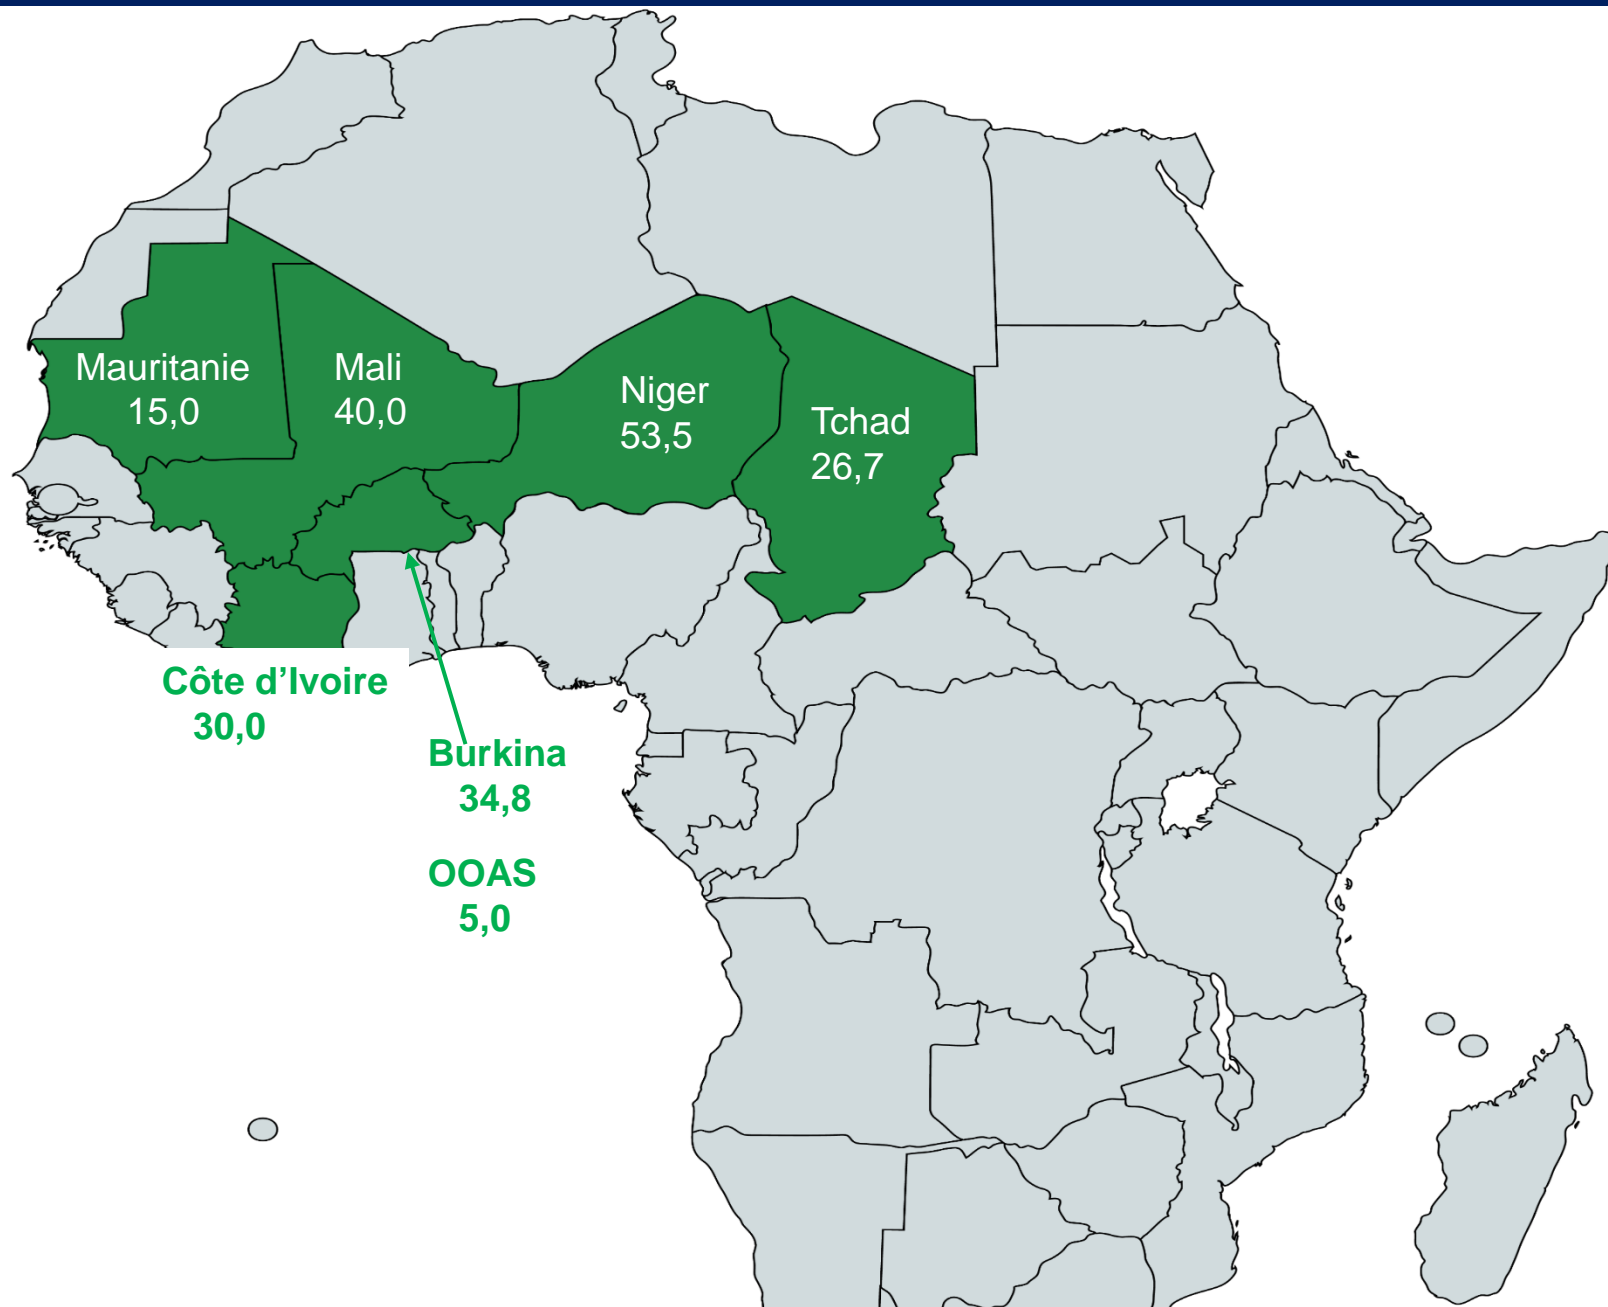 Mauritanie
15,0
Mali
40,0
Niger
53,5
Tchad
26,7
Côte d’Ivoire
30,0
Burkina
34,8
OOAS
5,0